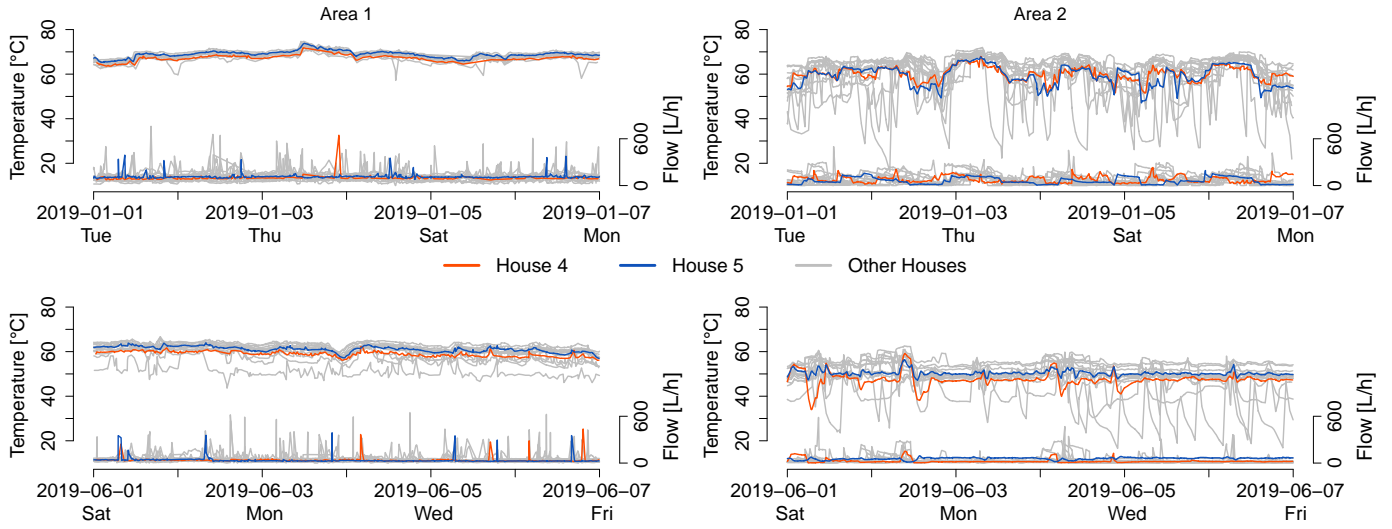 Area 1
Area 2
Temperature [°C]
20 40 60 80
0 600
Flow [L/h]
2019−01−01 2019−01−03 2019−01−05 2019−01−07
Tue Thu Sat Mon
Temperature [°C]
20 40 60 80
0 600
Flow [L/h]
2019−01−01 2019−01−03 2019−01−05 2019−01−07
Tue Thu Sat Mon
House 4 House 5 Other Houses
Temperature [°C]
20 40 60 80
0 600
Flow [L/h]
2019−06−01 2019−06−03 2019−06−05 2019−06−07
Sat Mon Wed Fri
Temperature [°C]
20 40 60 80
0 600
Flow [L/h]
2019−06−01 2019−06−03 2019−06−05 2019−06−07
Sat Mon Wed Fri